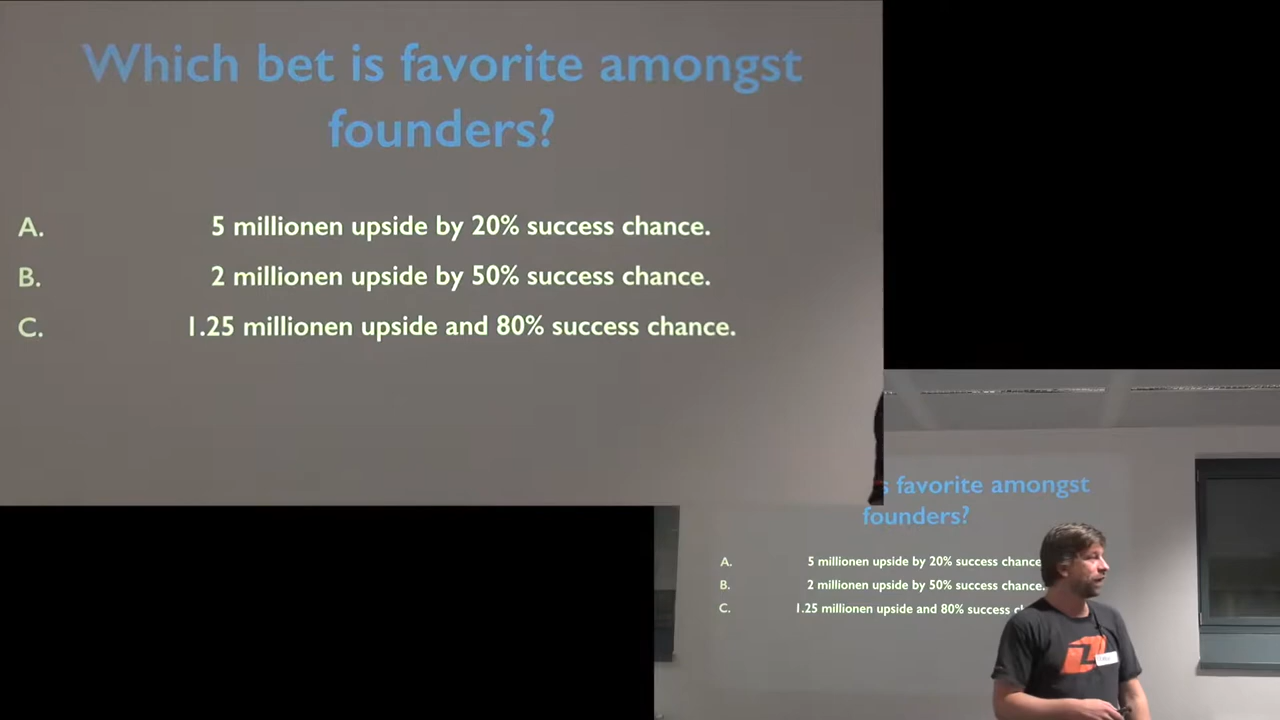 Which bet is favorite amongst
founders?
A. 5 millionen upside by 20% success chance.
B. 2 millionen upside by 50% success chance.
C. 1.25 millionen upside and 80% success chance.
favorite amongst
founders?
A. 5 millionen upside by 20% success chance
B. 2 millionen upside by 50% success chance.
C. 1.25 millionen upside and 80% success